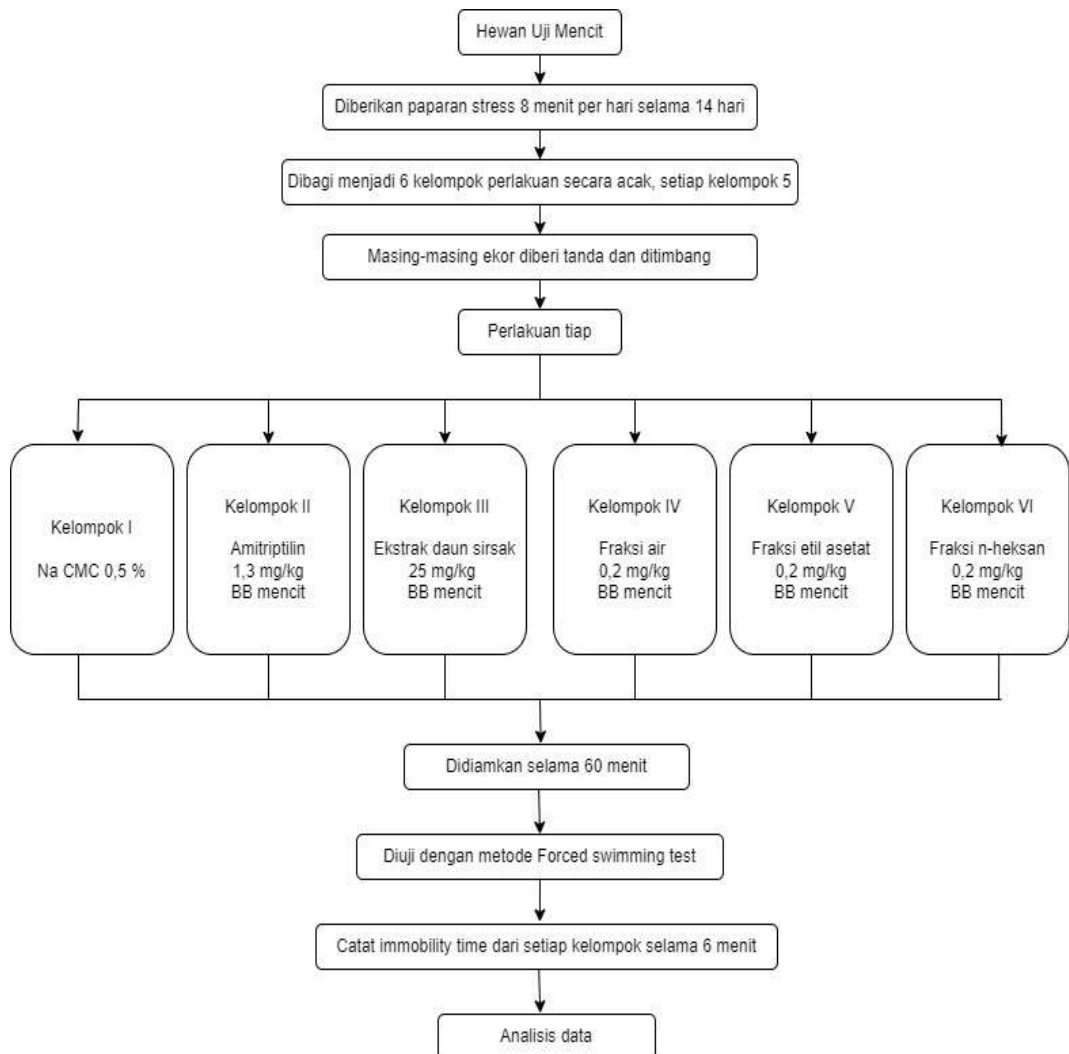 Hewan Uji Mencit
Diberikan paparan stress 8 menit per hari selama 14 hari
Dibagi menjadi 6 kelompok perlakuan secara acak, setiap kelompok 5
Masing-masing ekor diberi tanda dan ditimbang
Perlakuan tiap
Kelompok I
Na CMC 0,5 %
Kelompok II
Amitriptilin
1,3 mg/kg
BB mencit
Kelompok III
Ekstrak daun sirsak
25 mg/kg
BB mencit
Kelompok IV
Fraksi air
0,2 mg/kg
BB mencit
Kelompok V
Fraksi etil asetat
0,2 mg/kg
BB mencit
Kelompok VI
Fraksi n-heksan
0,2 mg/kg
BB mencit
Didiamkan selama 60 menit
Diuji dengan metode Forced swimming test
Catat immobility time dari setiap kelompok selama 6 menit
Analisis data